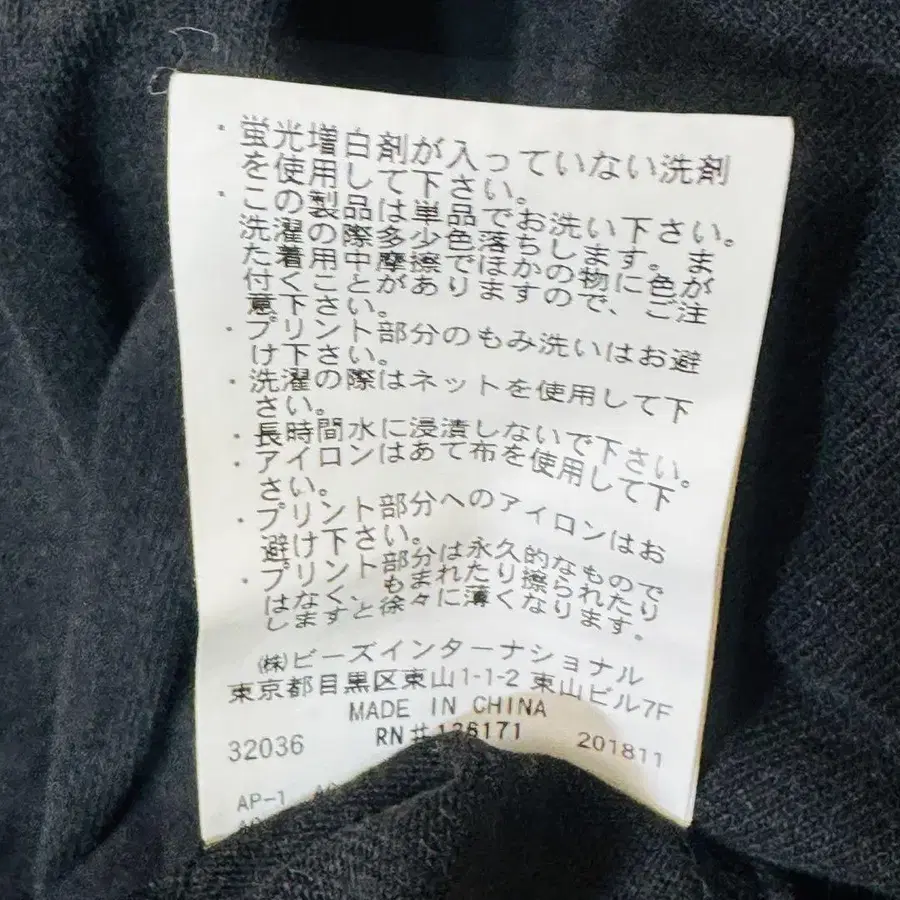 ・蛍光増白剤が入っていない洗剤
を使用して下さい。
・この製品は単品でお洗い下さい。
洗濯の際多少色落ちします。ま
た着用中摩擦でほかの物に色が
付くことがありますので、ご注
意下さい。
・プリント部分のもみ洗いはお避
け下さい。
・洗濯の際はネットを使用して下
さい。
・長時間水に浸漬しないで下さい。
・アイロンはあて布を使用して下
さい。
・プリント部分へのアイロンはお
避け下さい。
・プリント部分は永久的なもので
はなく、もまれたり擦られたり
しますと徐々に薄くなります。
㈱ビーズインターナショナル
東京都目黒区東山1-1-2 東山ビル7F
MADE IN CHINA
32036 RN#136171 201811
AP-1